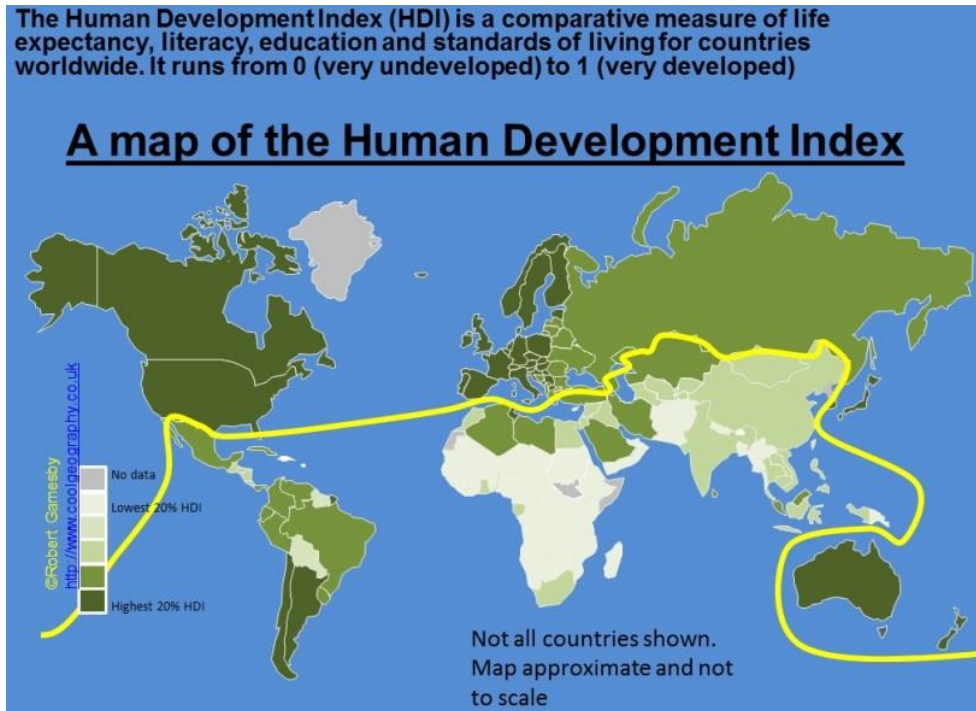 The Human Development Index (HDI) is a comparative measure of life
expectancy, literacy, education and standards of living for countries
worldwide. It runs from 0 (very undeveloped) to 1 (very developed)
A map of the Human Development Index
©Robert Gamesby
http://www.coolgeography.co.uk
No data
Lowest 20% HDI
Highest 20% HDI
Not all countries shown.
Map approximate and not
to scale